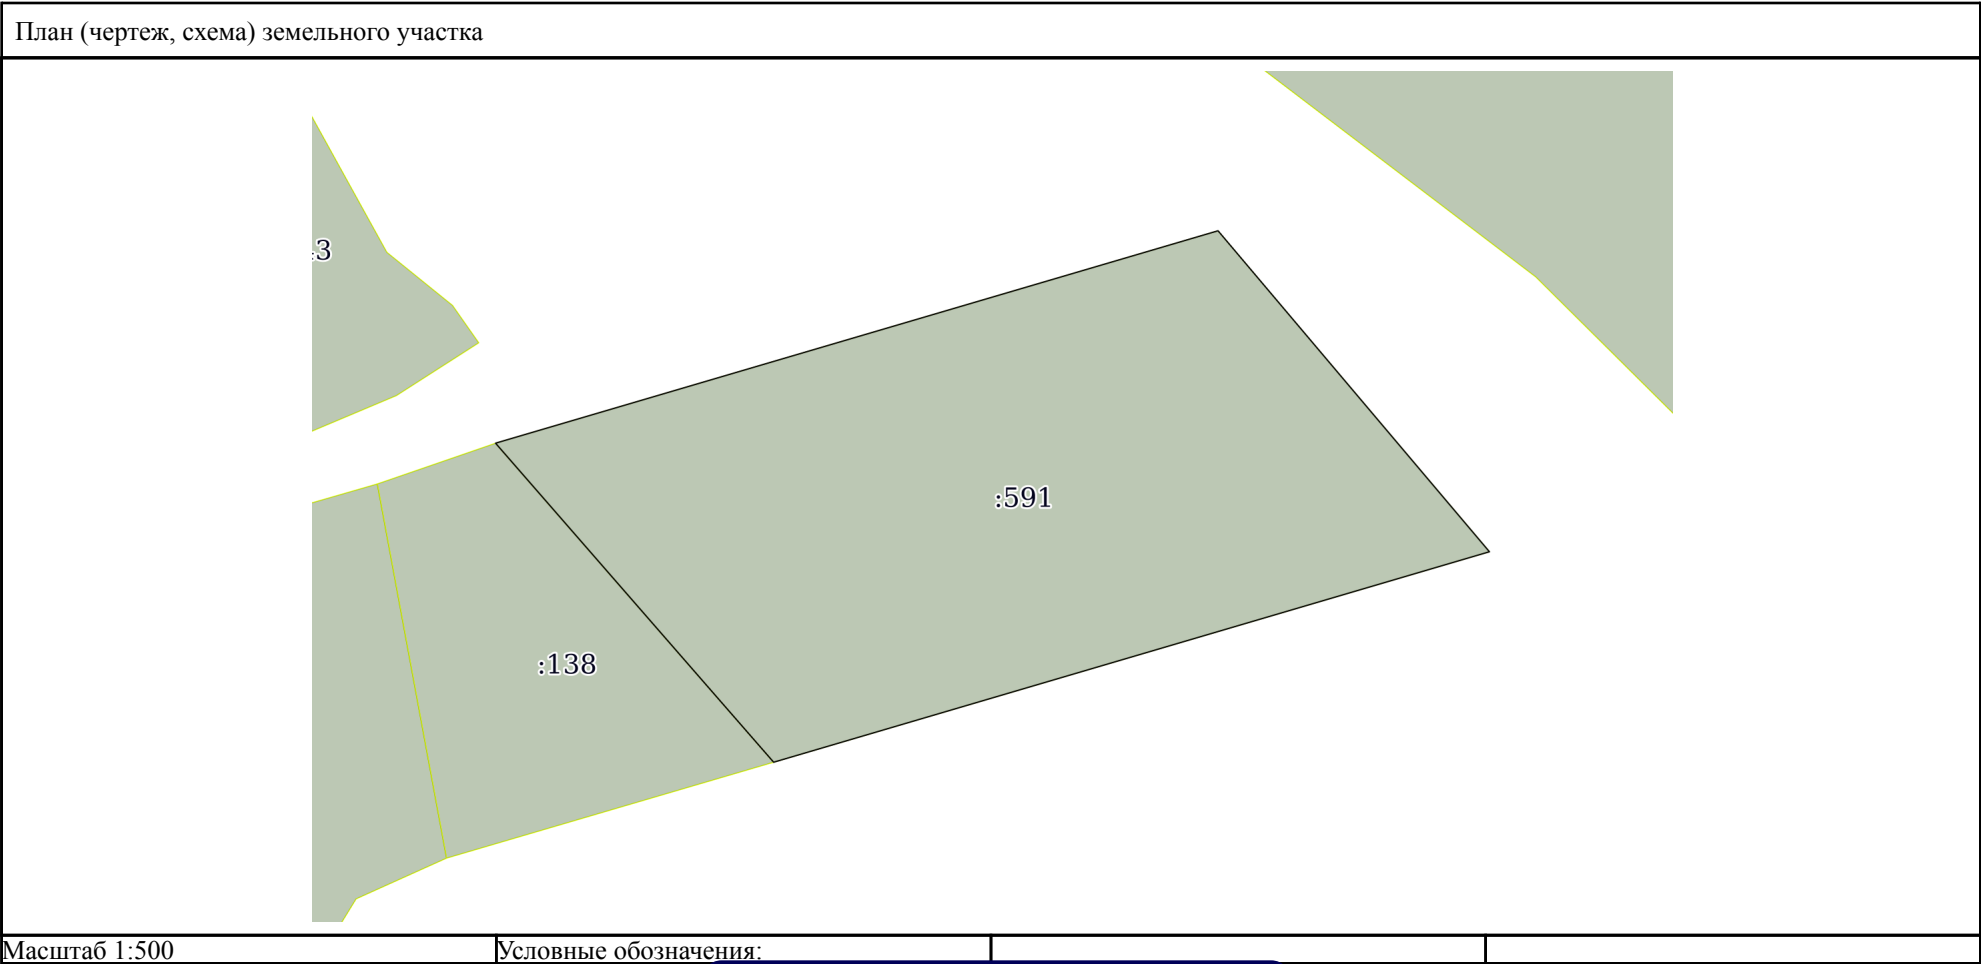 План (чертеж, схема) земельного участка
:3
:591
:138
Масштаб 1:500
Условные обозначения: